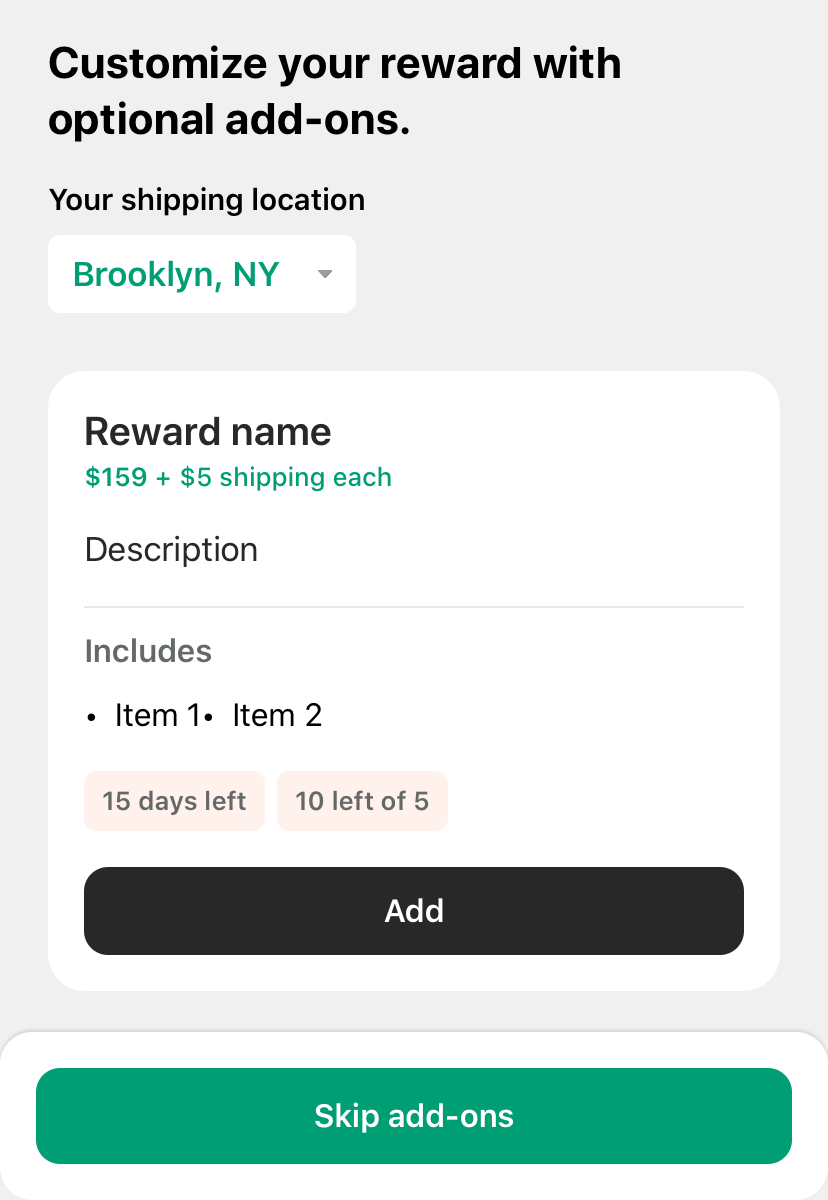 Customize your reward with
optional add-ons.
Your shipping location
Brooklyn, NY
Reward name
$159 + $5 shipping each
Description
Includes
• Item 1• Item 2
15 days left 10 left of 5
Add
Skip add-ons